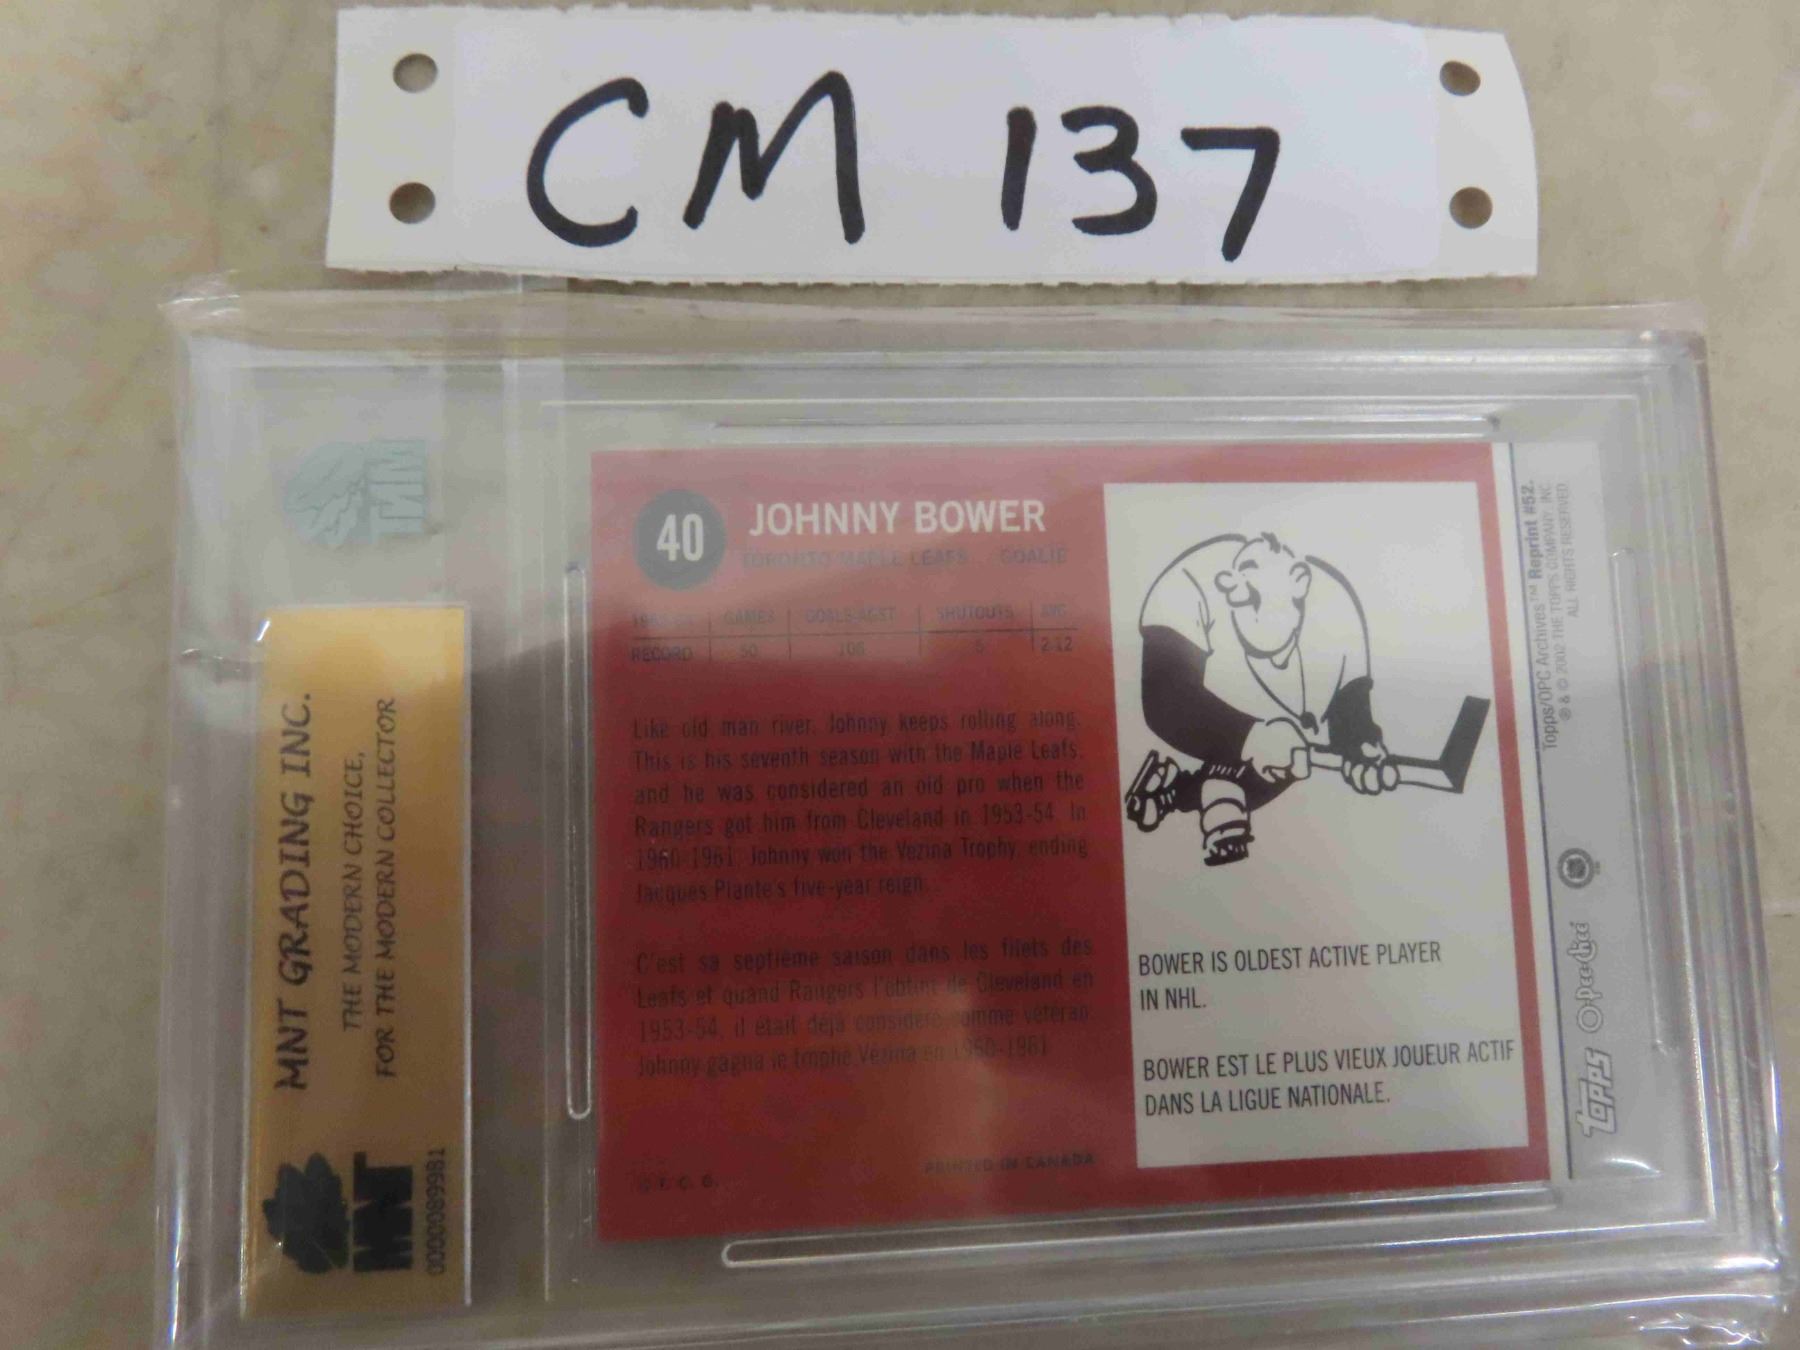 CM 137
MNT
MNT GRADING INC.
THE MODERN CHOICE,
FOR THE MODERN COLLECTOR
MNT
0000089981
40
JOHNNY BOWER
TORONTO MAPLE LEAFS GOALIE
GAMES GOALS-AGST SHUTOUTS AVG
RECORD 50 106 5 2.12
Like old man river, Johnny keeps rolling along.
This is his seventh season with the Maple Leafs,
and he was considered an old pro when the
Rangers got him from Cleveland in 1953-54. In
1960-1961, Johnny won the Vezina Trophy, ending
Jacques Plante's five-year reign.
C'est sa septième saison dans les filets des
Leafs et quand Rangers l'obtint de Cleveland en
1953-54, il était déjà considéré comme vétéran.
Johnny gagna le trophé Vézina en 1960-1961
© T. C. G.
PRINTED IN CANADA
BOWER IS OLDEST ACTIVE PLAYER
IN NHL.
BOWER EST LE PLUS VIEUX JOUEUR ACTIF
DANS LA LIGUE NATIONALE.
Topps/OPC Archives™ Reprint #52.
® & © 2002 THE TOPPS COMPANY, INC.
ALL RIGHTS RESERVED
TOPPS O-Pee-Chee